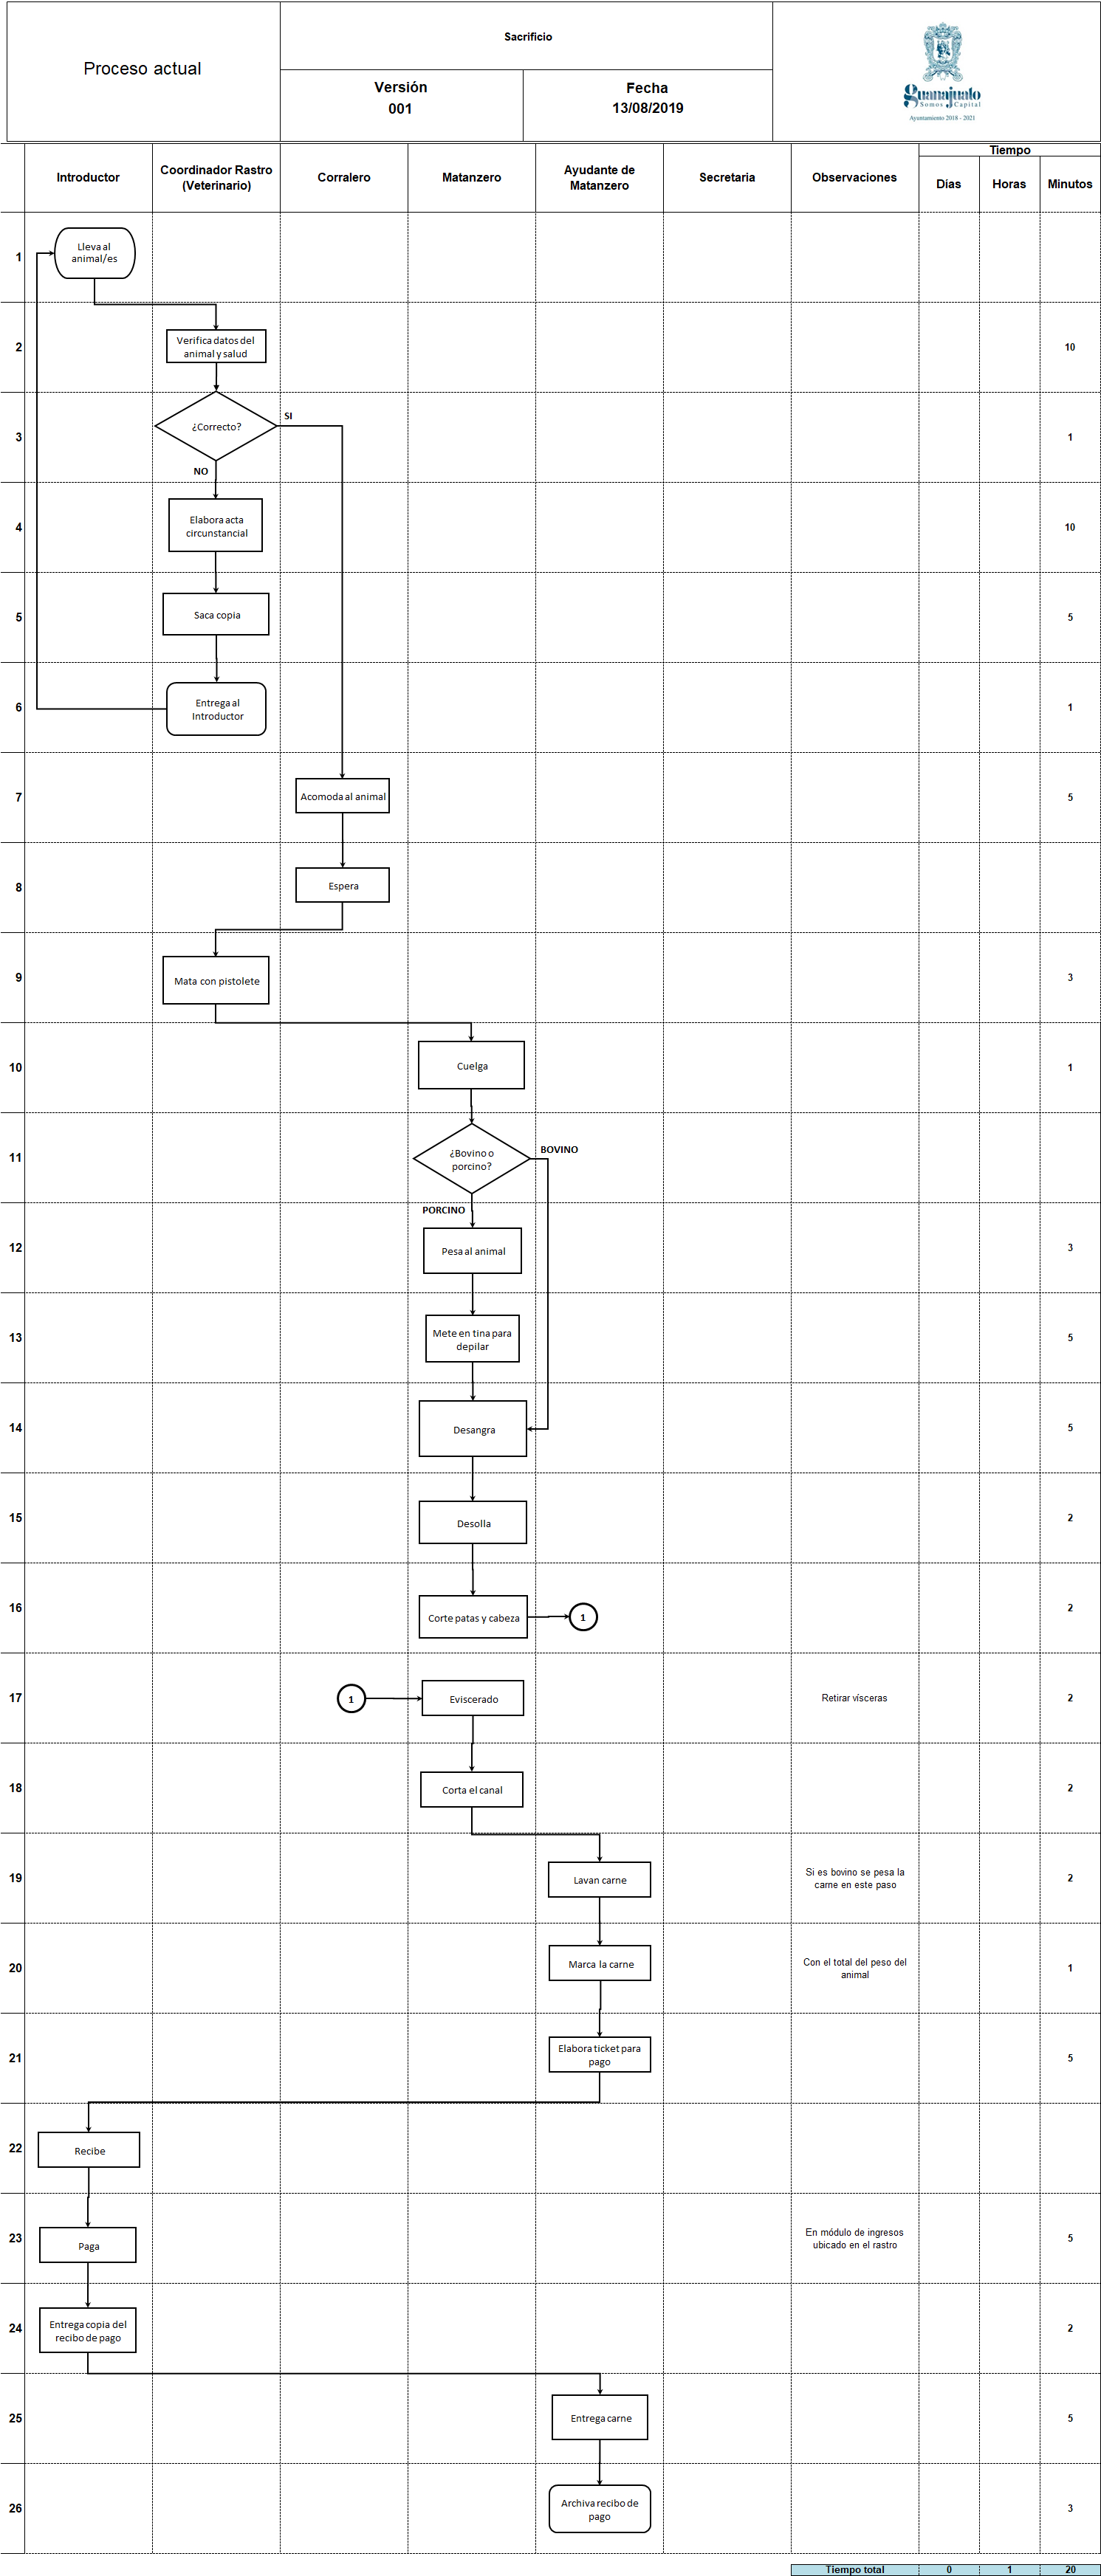 Proceso actual
Sacrificio
Versión
001
Fecha
13/08/2019
guanajuato
Somos Capital
Ayuntamiento 2018 - 2021
Introductor
Coordinador Rastro
(Veterinario)
Corralero
Matanzero
Ayudante de
Matanzero
Secretaria
Observaciones
Tiempo
Días
Horas
Minutos
1
Lleva al
animal/es
2
Verifica datos del
animal y salud
10
3
¿Correcto?
SI
NO
1
4
Elabora acta
circunstancial
10
5
Saca copia
5
6
Entrega al
Introductor
1
7
Acomoda al animal
5
8
Espera
9
Mata con pistolete
3
10
Cuelga
1
11
¿Bovino o
porcino?
BOVINO
PORCINO
12
Pesa al animal
3
13
Mete en tina para
depilar
5
14
Desangra
5
15
Desolla
2
16
Corte patas y cabeza
1
2
17
1
Eviscerado
Retirar vísceras
2
18
Corta el canal
2
19
Lavan carne
Si es bovino se pesa la
carne en este paso
2
20
Marca la carne
Con el total del peso del
animal
1
21
Elabora ticket para
pago
5
22
Recibe
23
Paga
En módulo de ingresos
ubicado en el rastro
5
24
Entrega copia del
recibo de pago
2
25
Entrega carne
5
26
Archiva recibo de
pago
3
Tiempo total
0
1
20